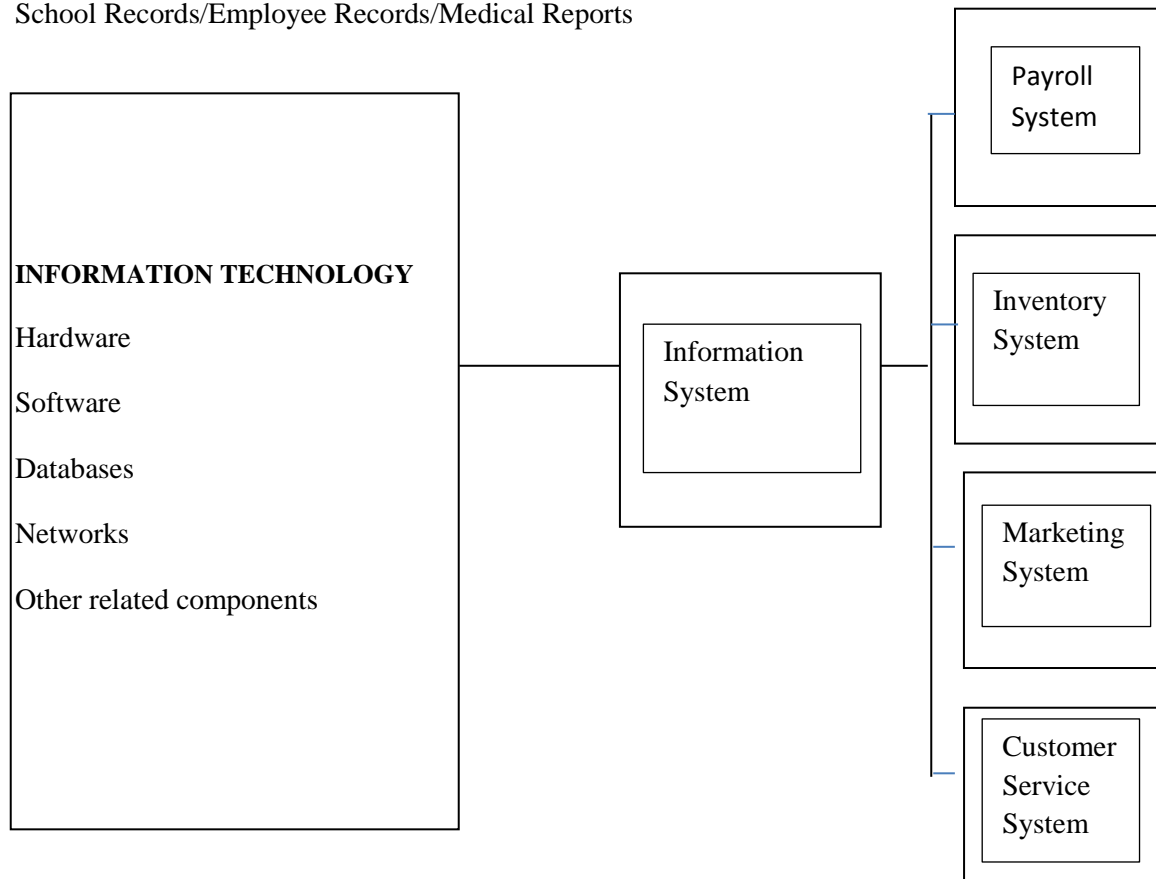 School Records/Employee Records/Medical Reports
INFORMATION TECHNOLOGY
Hardware
Software
Databases
Networks
Other related components
Information
System
Payroll
System
Inventory
System
Marketing
System
Customer
Service
System